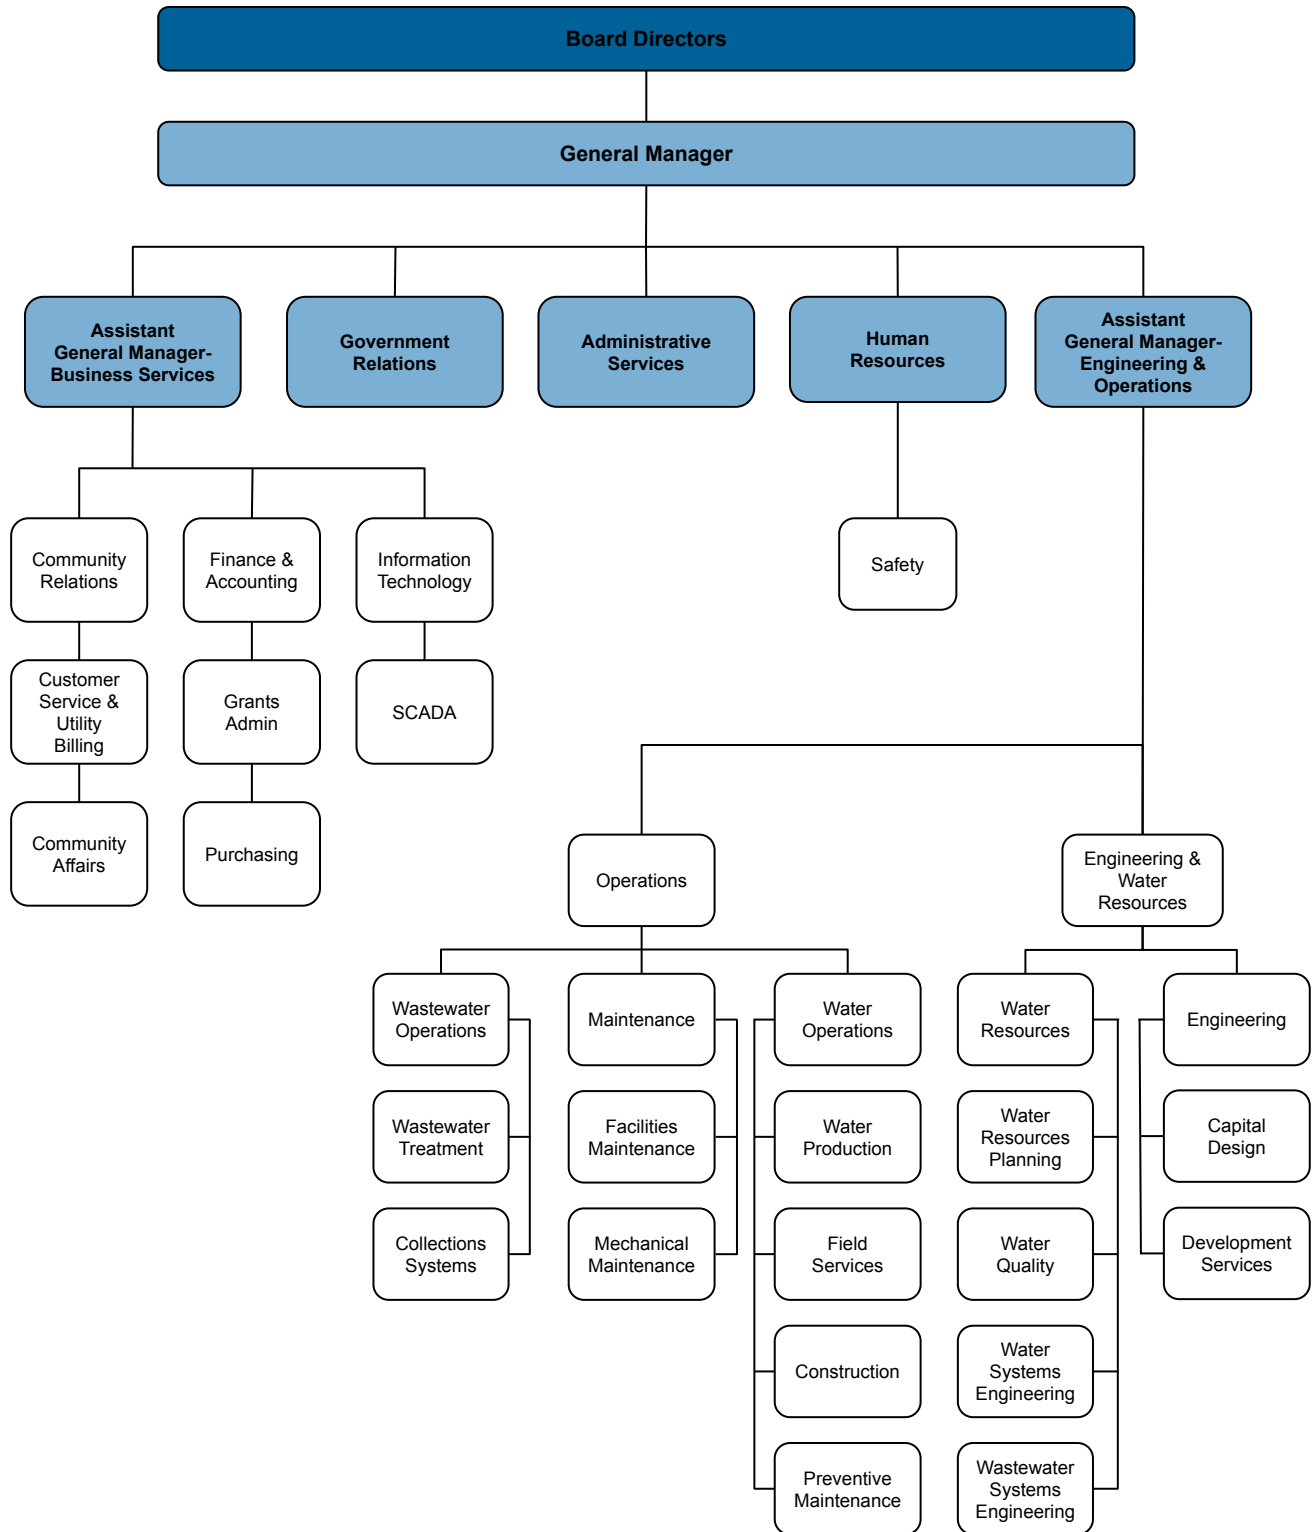 Board Directors
General Manager
Assistant
General Manager-
Business Services
Government
Relations
Administrative
Services
Human
Resources
Assistant
General Manager-
Engineering &
Operations
Community
Relations
Finance &
Accounting
Information
Technology
Safety
Customer
Service &
Utility
Billing
Grants
Admin
SCADA
Community
Affairs
Purchasing
Operations
Engineering &
Water
Resources
Wastewater
Operations
Maintenance
Water
Operations
Water
Resources
Engineering
Wastewater
Treatment
Facilities
Maintenance
Water
Production
Water
Resources
Planning
Capital
Design
Collections
Systems
Mechanical
Maintenance
Field
Services
Water
Quality
Development
Services
Construction
Water
Systems
Engineering
Preventive
Maintenance
Wastewater
Systems
Engineering